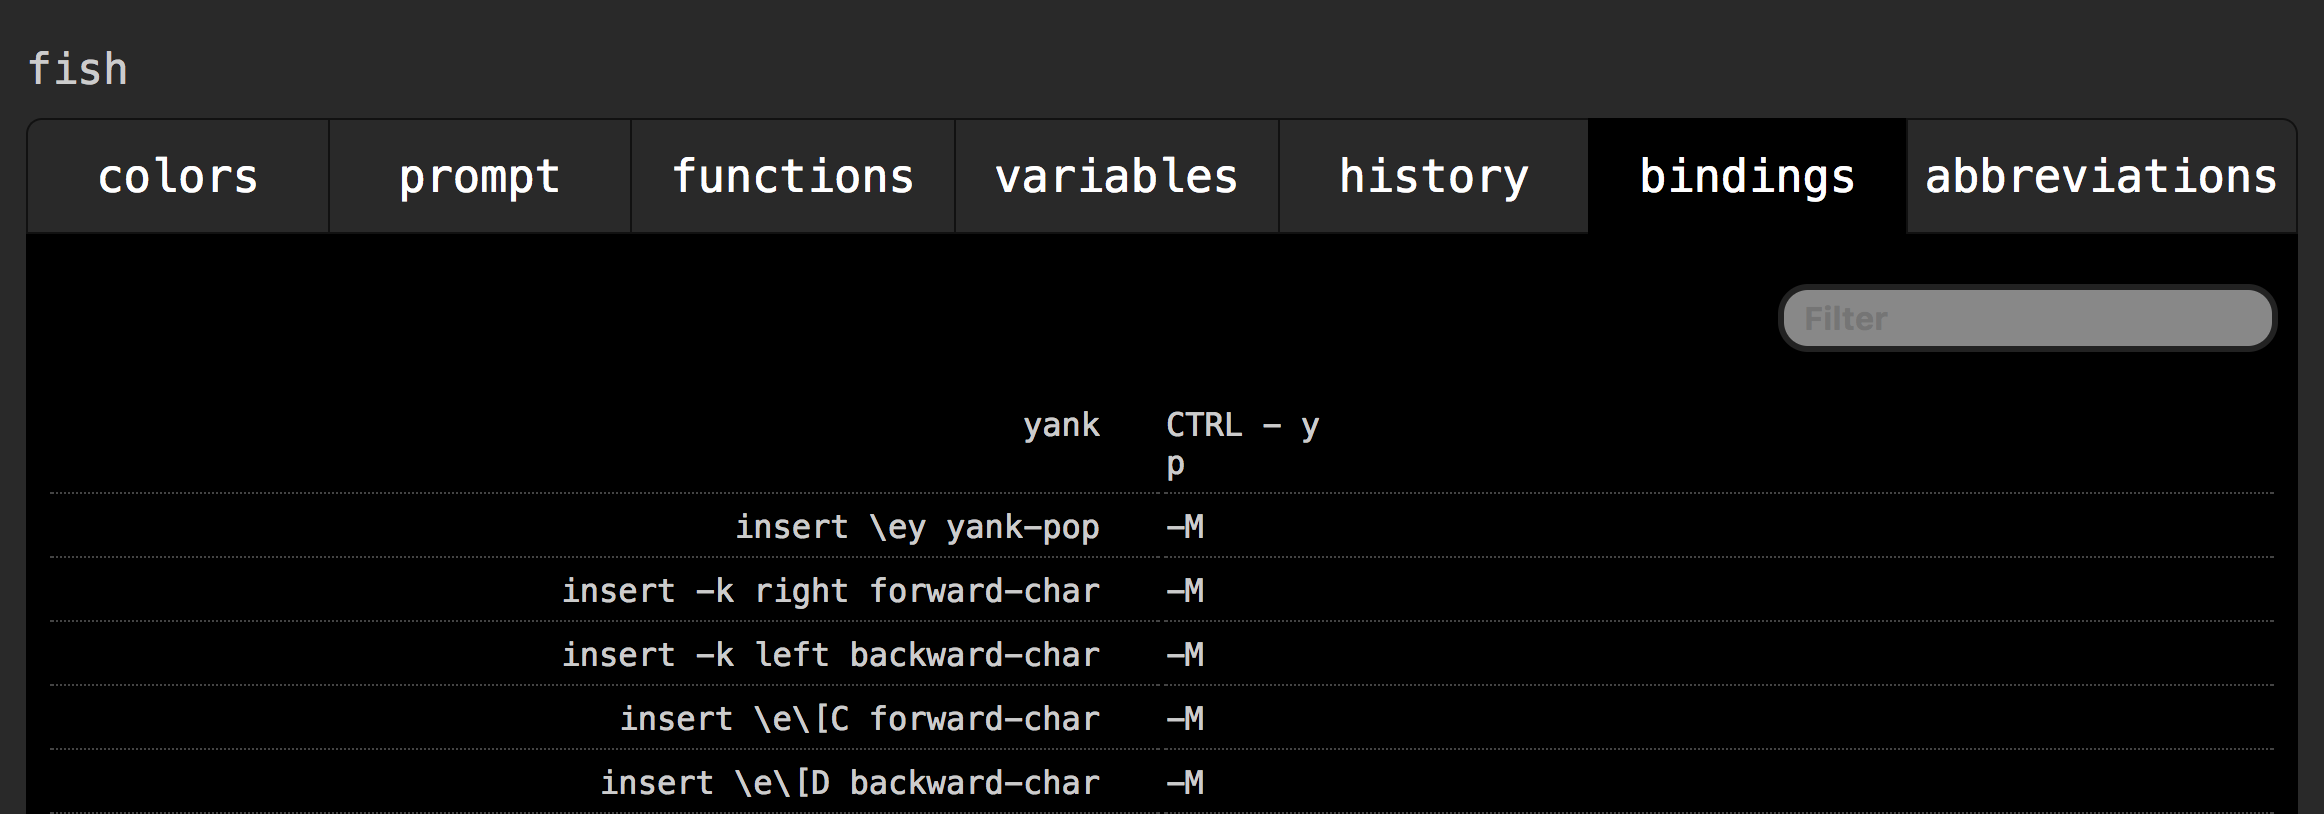 fish
colors prompt functions variables history bindings abbreviations
Filter
yank CTRL - y
p
insert \ey yank-pop -M
insert -k right forward-char -M
insert -k left backward-char -M
insert \e\[C forward-char -M
insert \e\[D backward-char -M